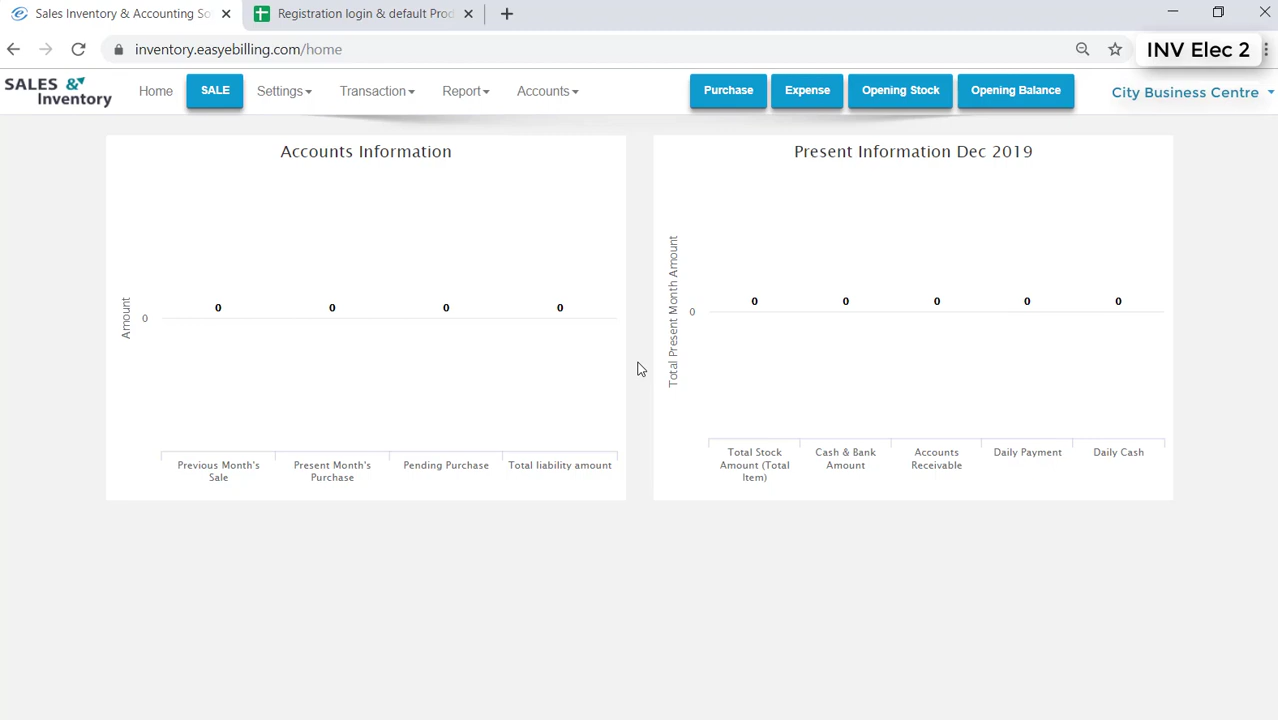 Sales Inventory & Accounting So
Registration login & default Prod
inventory.easyebilling.com/home
INV Elec 2
SALES &
Inventory
Home
SALE
Settings
Transaction
Report
Accounts
Purchase
Expense
Opening Stock
Opening Balance
City Business Centre
Accounts Information
Amount
0
0
0
0
0
Previous Month's
Sale
Present Month's
Purchase
Pending Purchase
Total liability amount
Present Information Dec 2019
Total Present Month Amount
0
0
0
0
0
0
Total Stock
Amount (Total
Item)
Cash & Bank
Amount
Accounts
Receivable
Daily Payment
Daily Cash